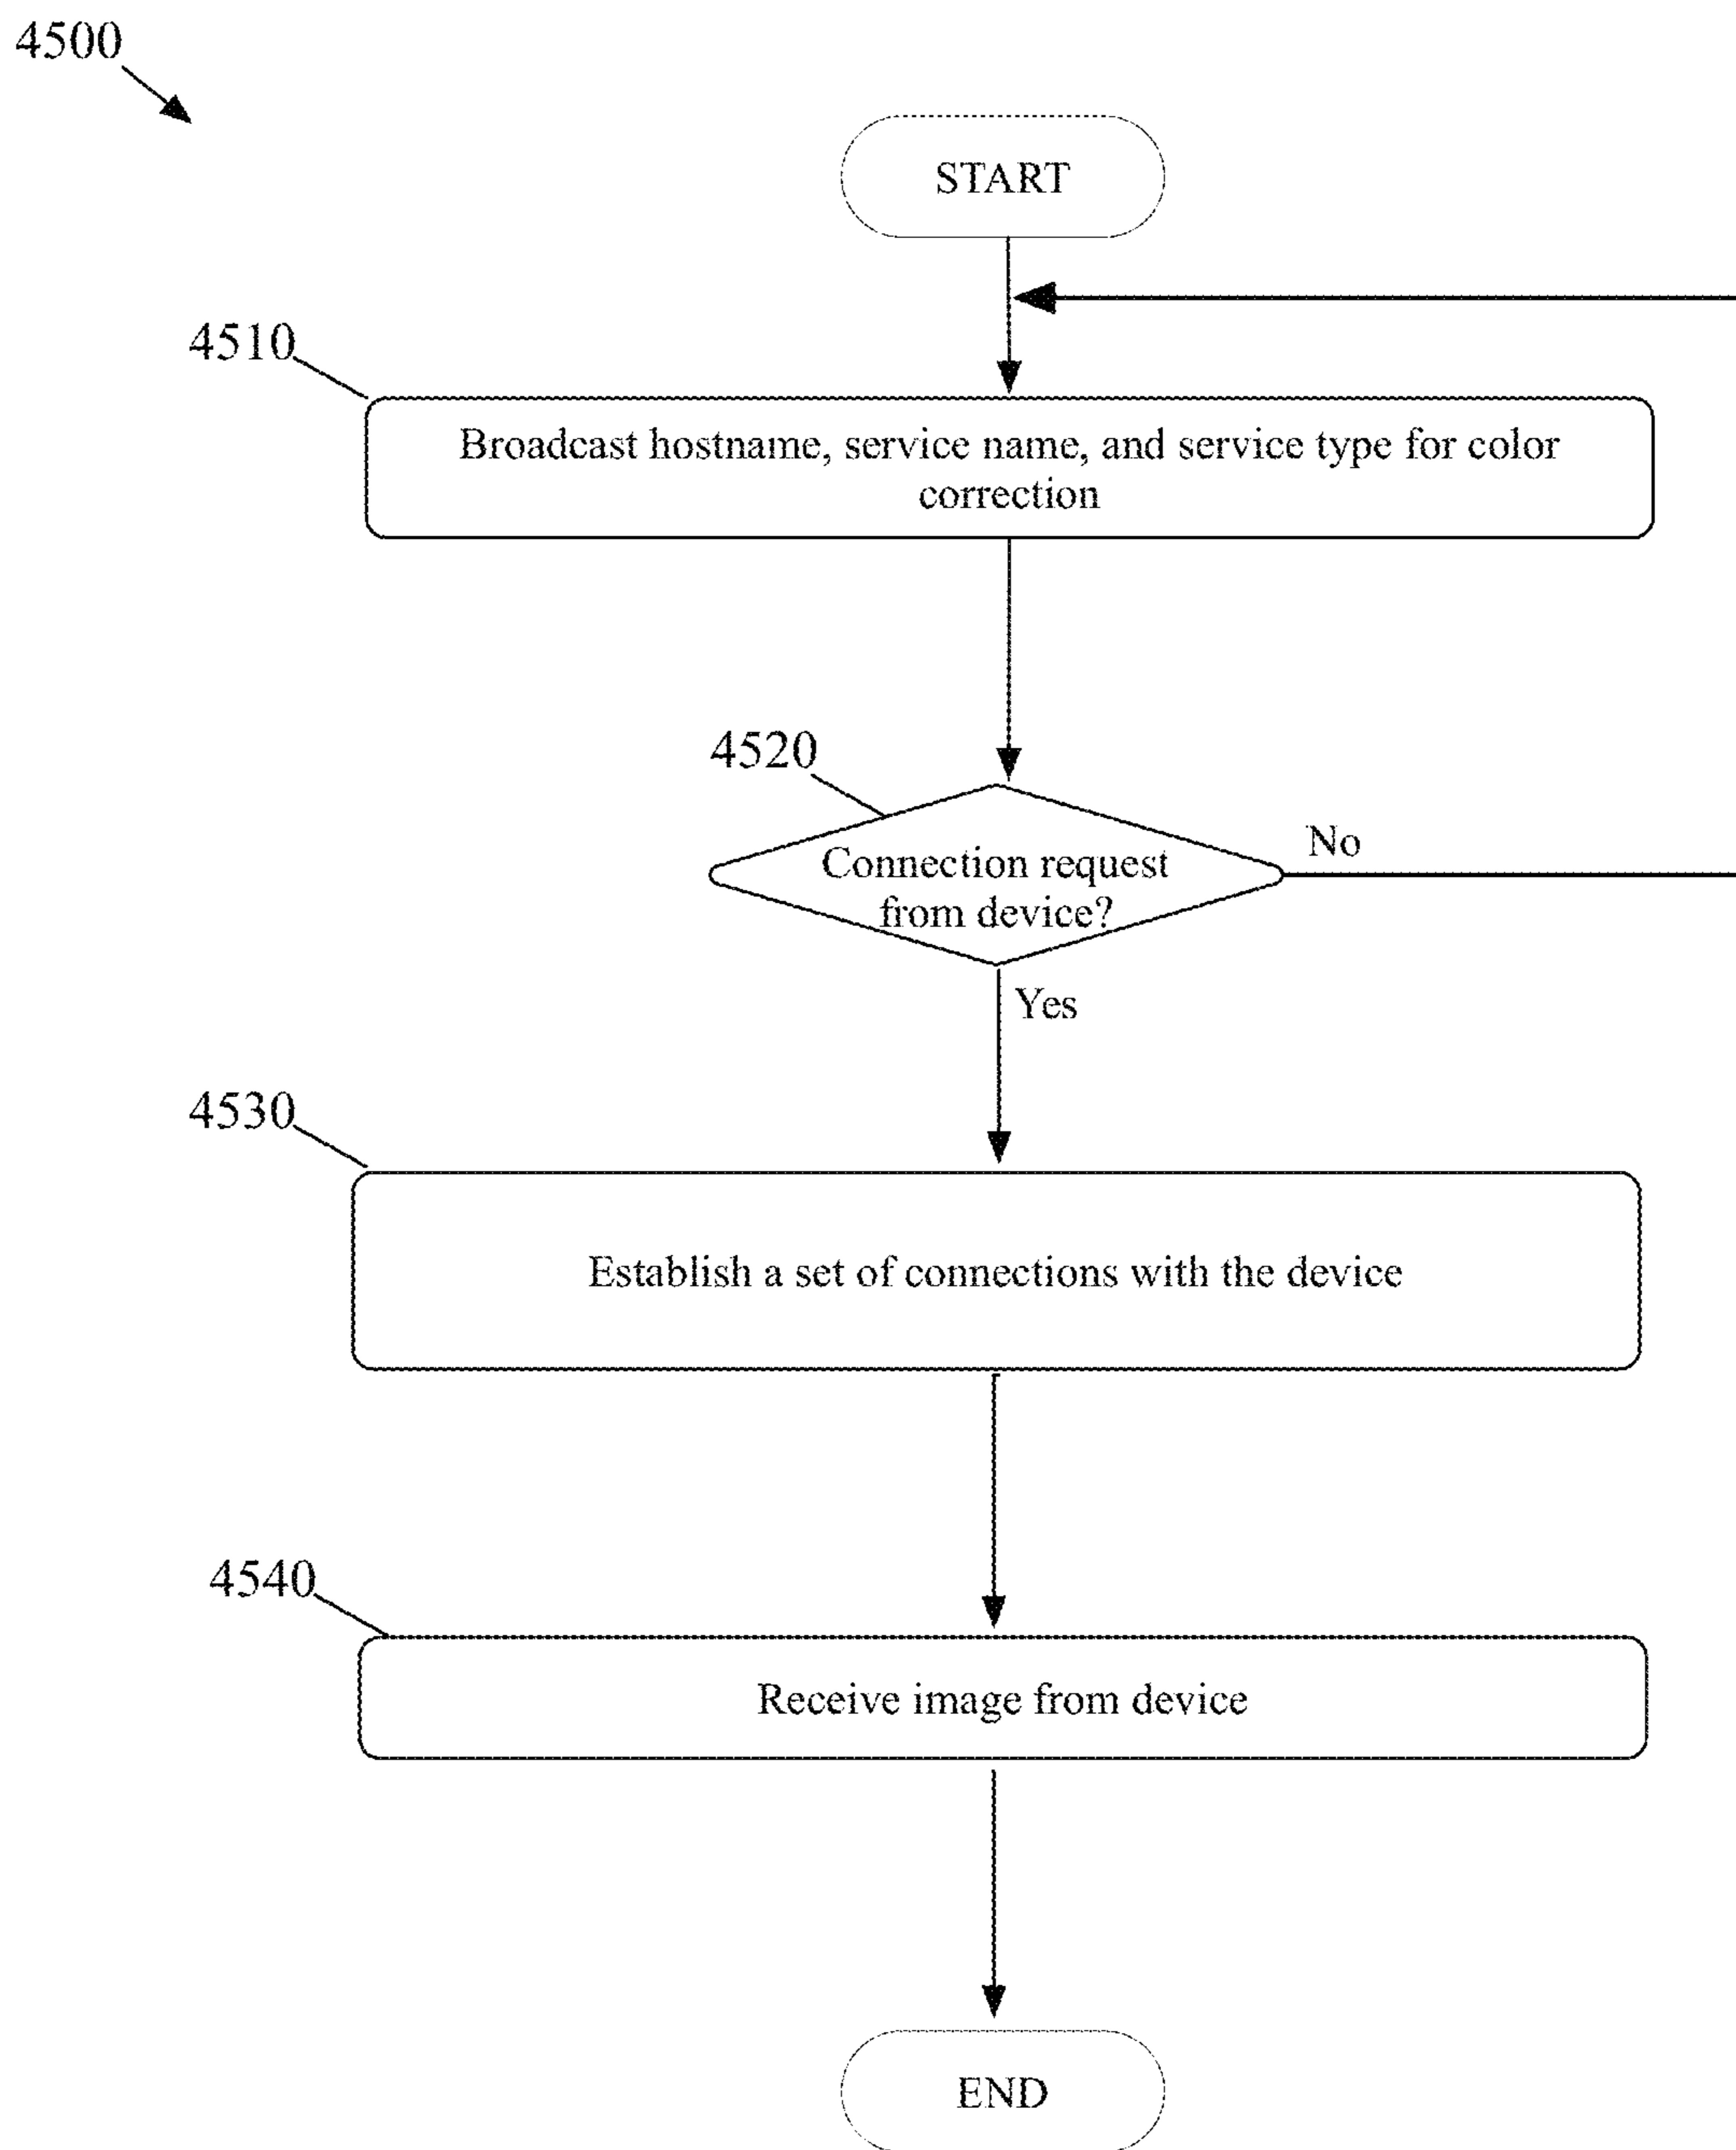 4500
START
4510
Broadcast hostname, service name, and service type for color
correction
4520
Connection request
from device?
No
Yes
4530
Establish a set of connections with the device
4540
Receive image from device
END